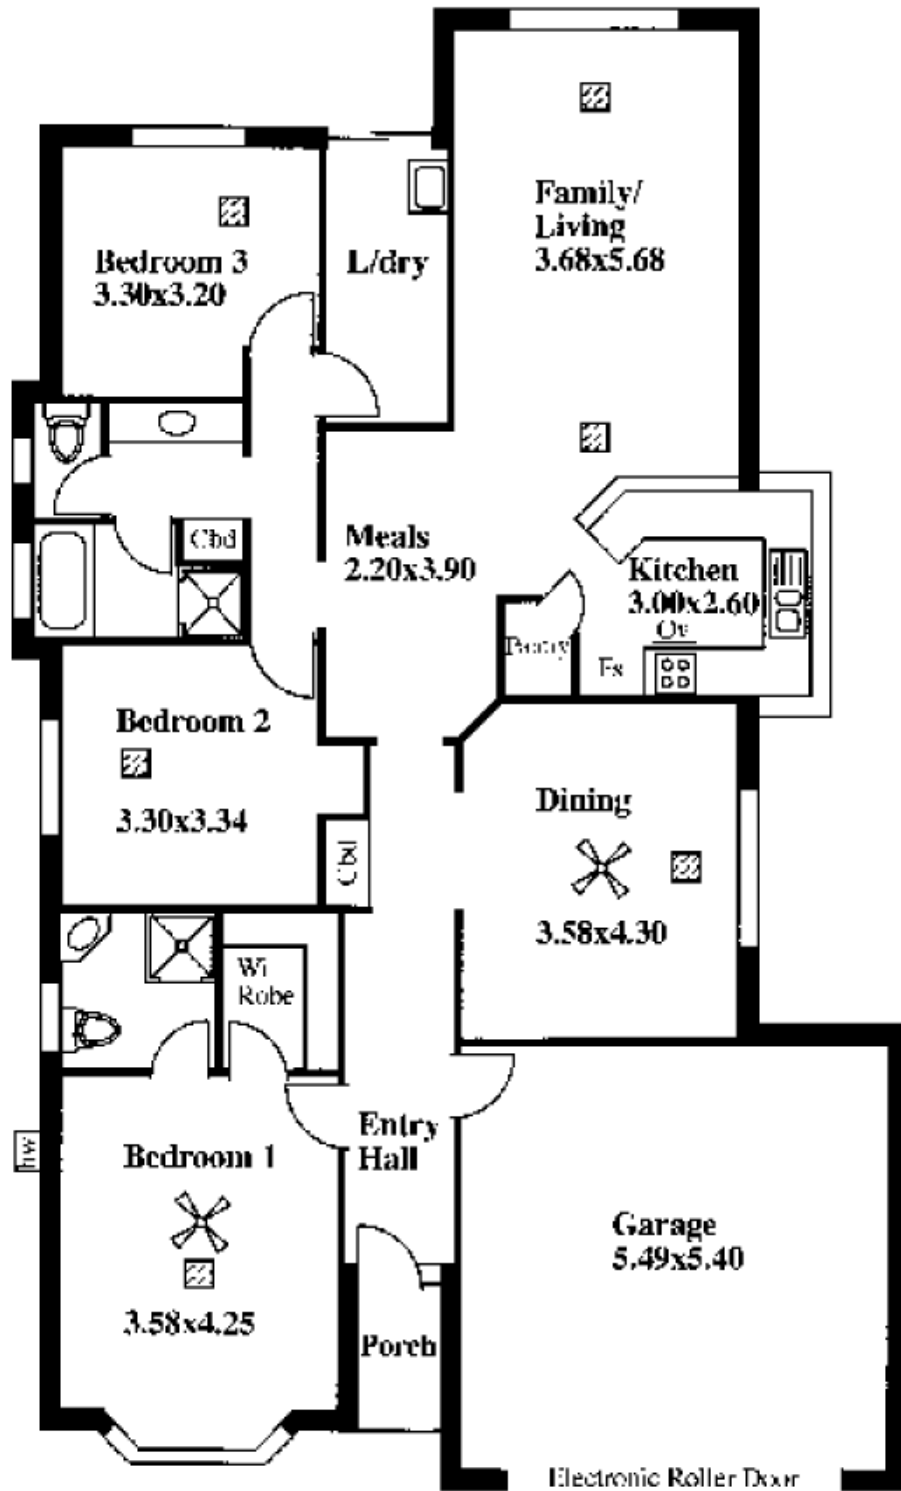 Family/
Living
3.68x5.68
Bedroom 3
3.30x3.20
L/dry
Meals
2.20x3.90
Cbd
Kitchen
3.00x2.60
Ov
Pantry
Fs
Bedroom 2
3.30x3.34
Cbd
Dining
3.58x4.30
Wi
Robe
Entry
Hall
hw
Bedroom 1
3.58x4.25
Garage
5.49x5.40
Porch
Electronic Roller Door